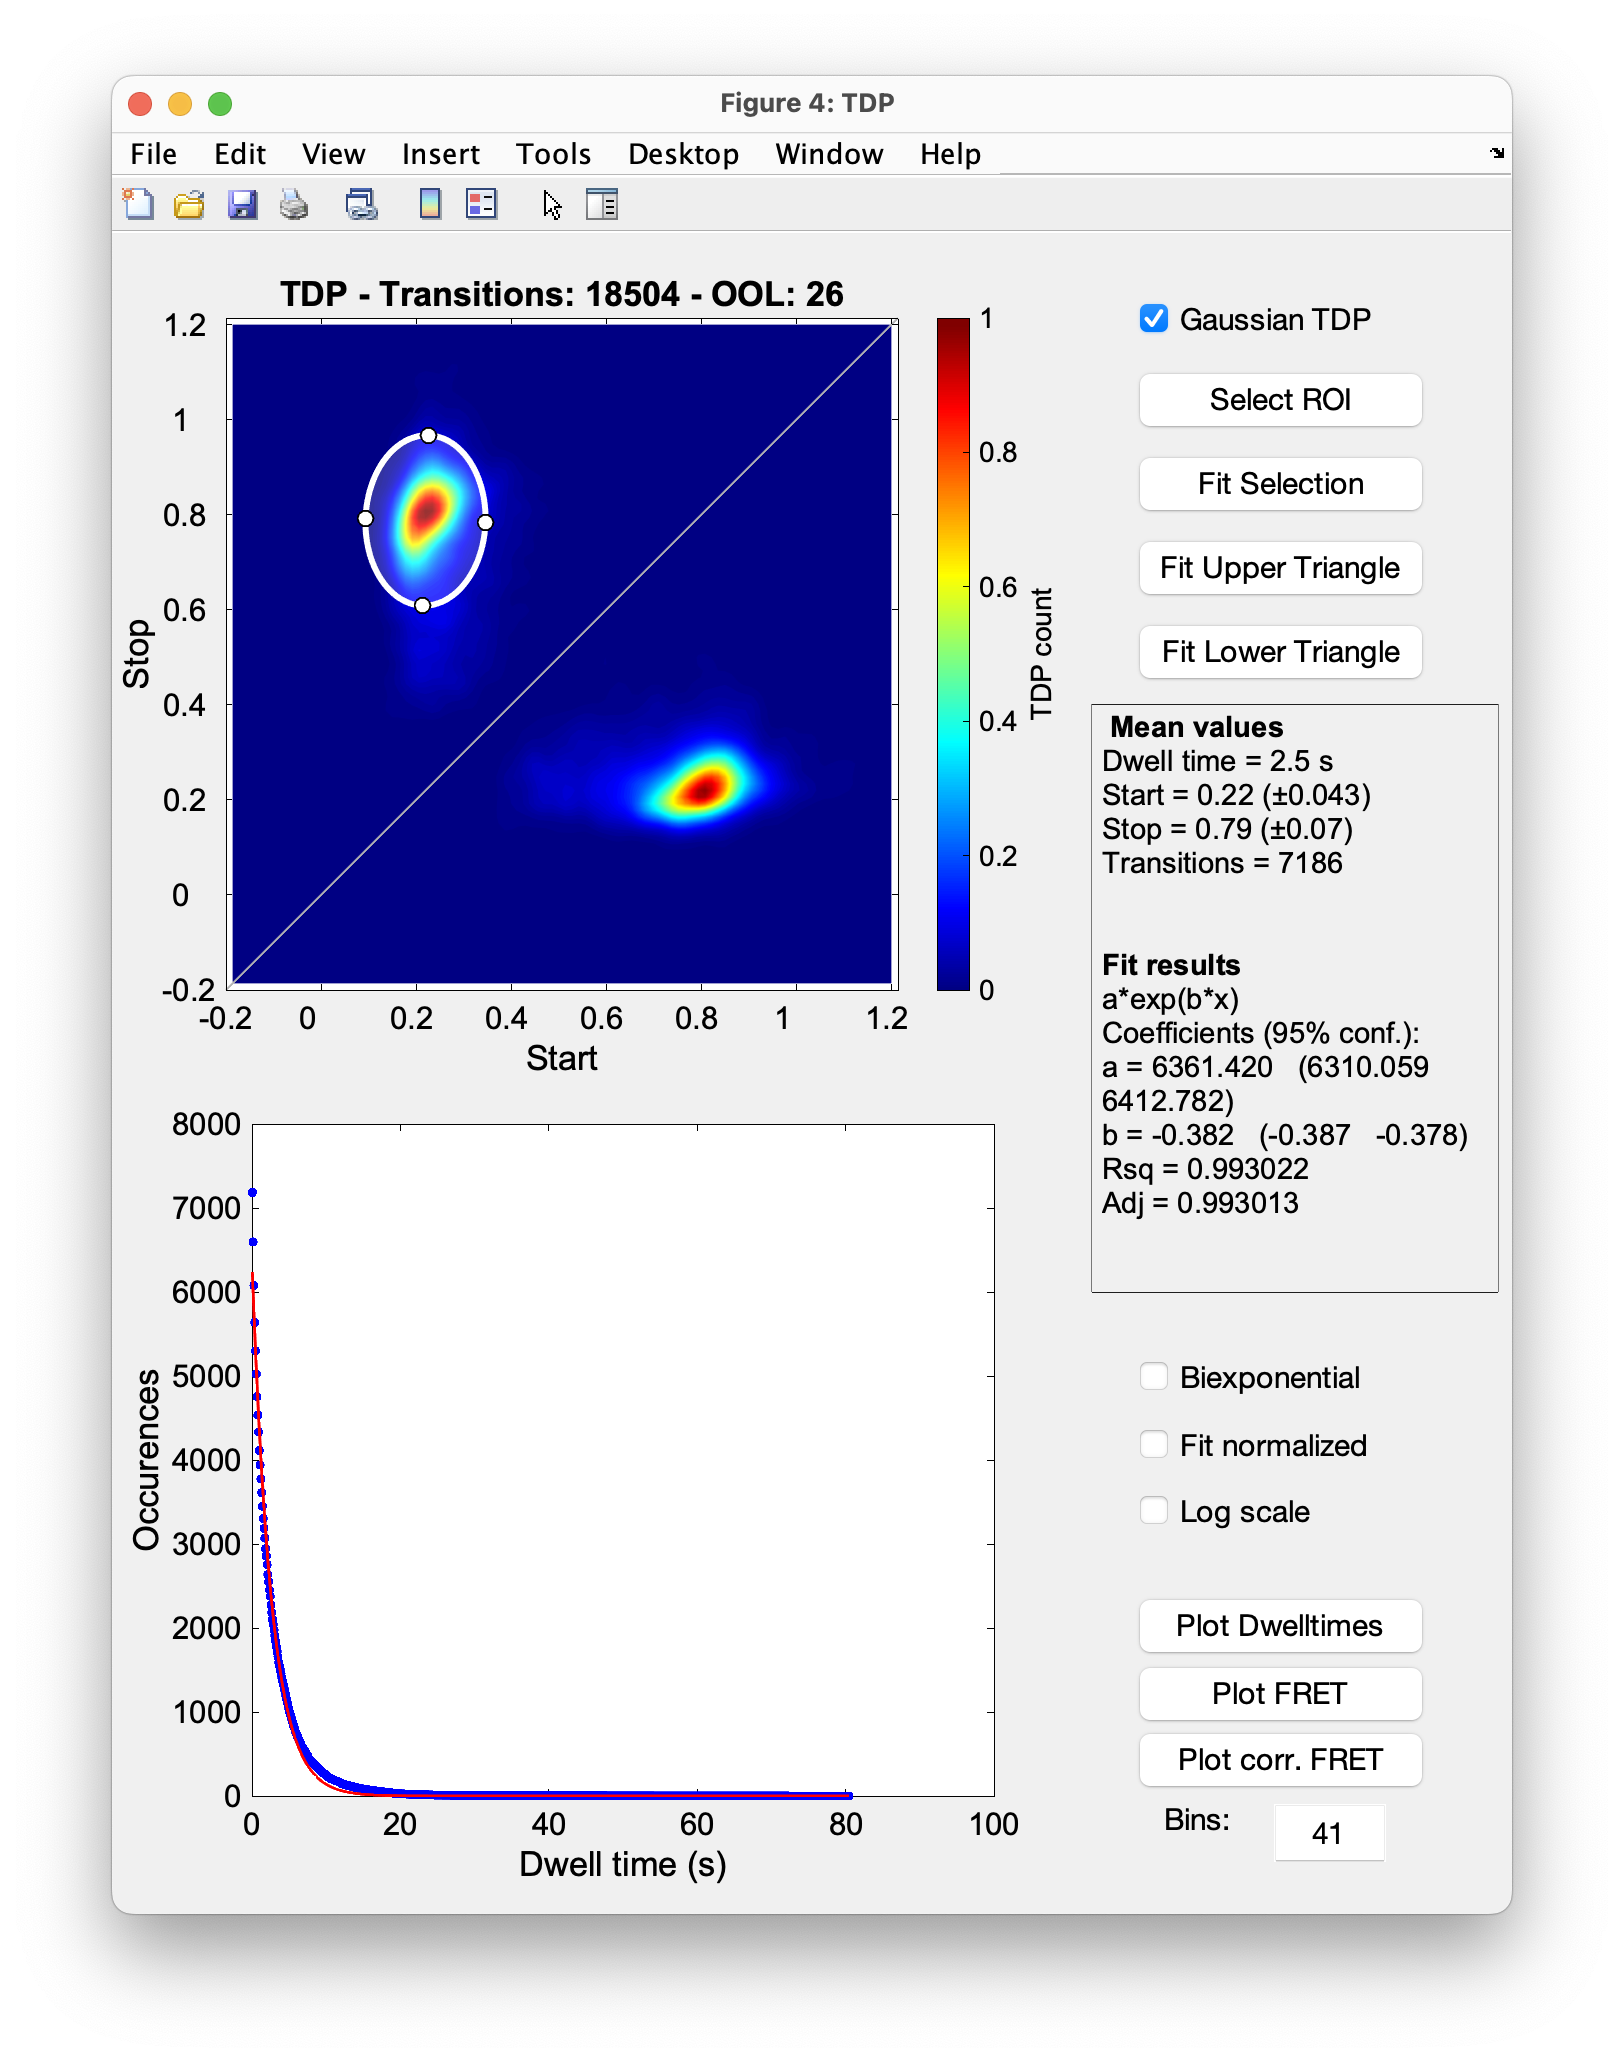 Figure 4: TDP
File Edit View Insert Tools Desktop Window Help
TDP - Transitions: 18504 - OOL: 26
1.2
1
0.8
0.6
0.4
0.2
0
-0.2
Stop
-0.2 0 0.2 0.4 0.6 0.8 1 1.2
Start
1
0.8
0.6
0.4
0.2
0
TDP count
Gaussian TDP
Select ROI
Fit Selection
Fit Upper Triangle
Fit Lower Triangle
Mean values
Dwell time = 2.5 s
Start = 0.22 (±0.043)
Stop = 0.79 (±0.07)
Transitions = 7186
Fit results
a*exp(b*x)
Coefficients (95% conf.):
a = 6361.420 (6310.059
6412.782)
b = -0.382 (-0.387 -0.378)
Rsq = 0.993022
Adj = 0.993013
8000
7000
6000
5000
4000
3000
2000
1000
0
Occurences
0 20 40 60 80 100
Dwell time (s)
Biexponential
Fit normalized
Log scale
Plot Dwelltimes
Plot FRET
Plot corr. FRET
Bins: 41